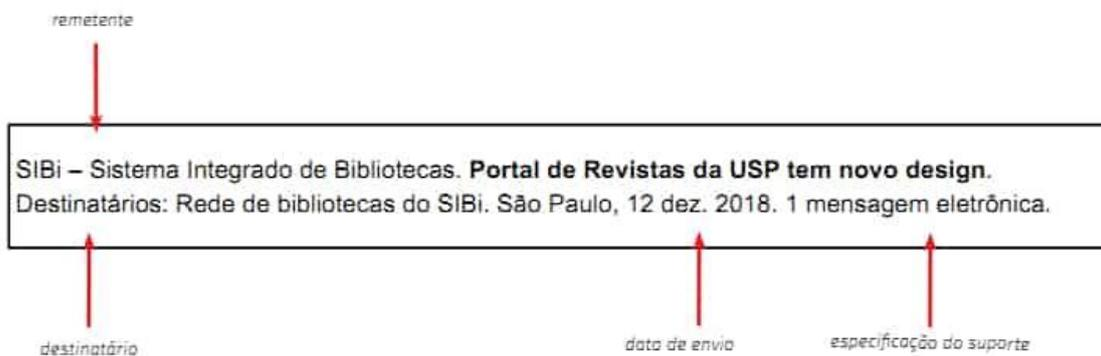 remetente
SIBi – Sistema Integrado de Bibliotecas. Portal de Revistas da USP tem novo design.
Destinatários: Rede de bibliotecas do SIBi. São Paulo, 12 dez. 2018. 1 mensagem eletrônica.
destinatário
data de envio
especificação do suporte